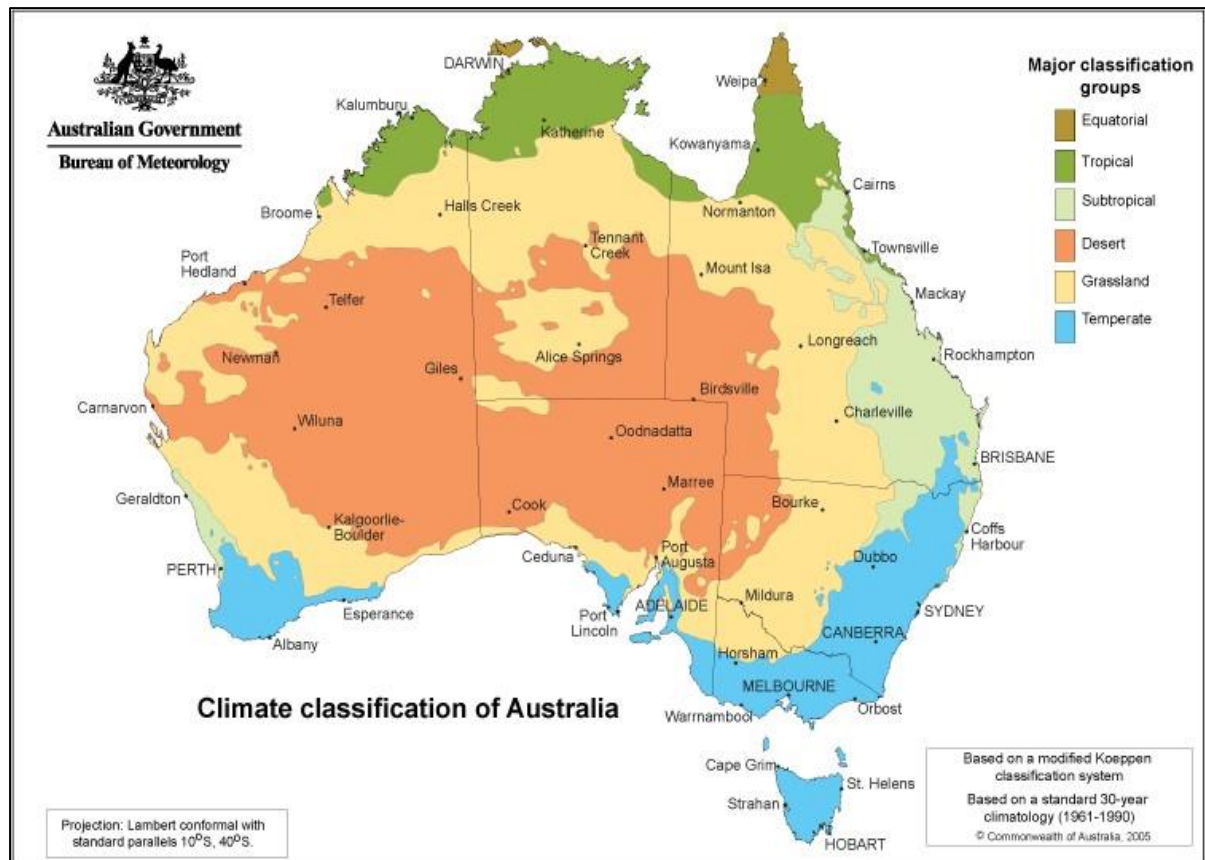 Australian Government
Bureau of Meteorology
Major classification
groups
Equatorial
Tropical
Subtropical
Desert
Grassland
Temperate
DARWIN
Weipa
Kalumburu
Katherine
Kowanyama
Cairns
Broome
Halls Creek
Normanton
Tennant
Creek
Townsville
Port
Hedland
Mount Isa
Telfer
Mackay
Newman
Alice Springs
Longreach
Rockhampton
Giles
Birdsville
Carnarvon
Wiluna
Charleville
Oodnadatta
BRISBANE
Geraldton
Marree
Bourke
Cook
Kalgoorlie-
Boulder
Coffs
Harbour
Ceduna
Port
Augusta
Dubbo
PERTH
Esperance
Port
Lincoln
ADELAIDE
Mildura
SYDNEY
Albany
CANBERRA
Horsham
MELBOURNE
Warrnambool
Orbost
Climate classification of Australia
Cape Grim
St. Helens
Strahan
HOBART
Based on a modified Koeppen
classification system
Based on a standard 30-year
climatology (1961-1990)
© Commonwealth of Australia, 2005
Projection: Lambert conformal with
standard parallels 10°S, 40°S.